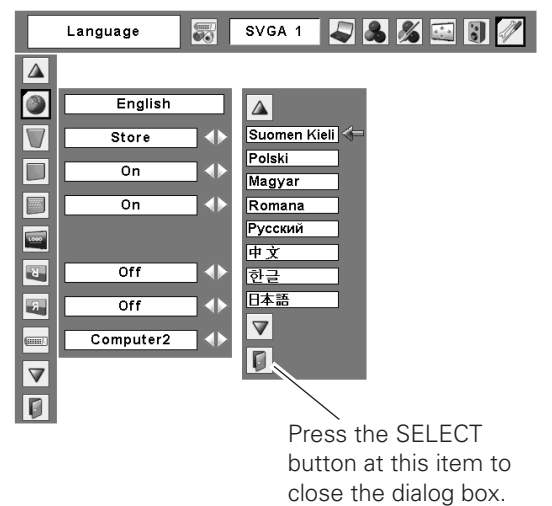 Language
SVGA 1
English
Store
On
On
LOGO
Off
Off
Computer2
Suomen Kieli
Polski
Magyar
Romana
Русский
中文
한글
日本語
Press the SELECT
button at this item to
close the dialog box.